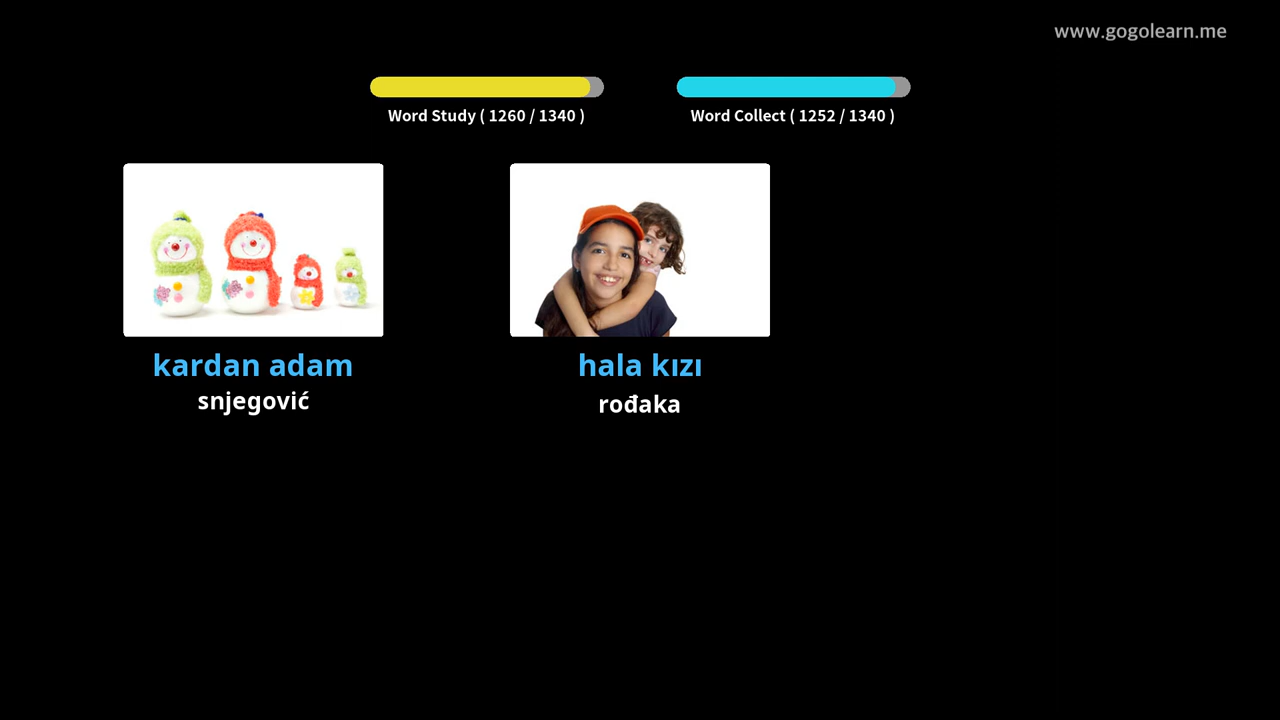 www.gogolearn.me
Word Study ( 1260 / 1340 )
Word Collect ( 1252 / 1340 )
kardan adam
snjegović
hala kızı
rođaka